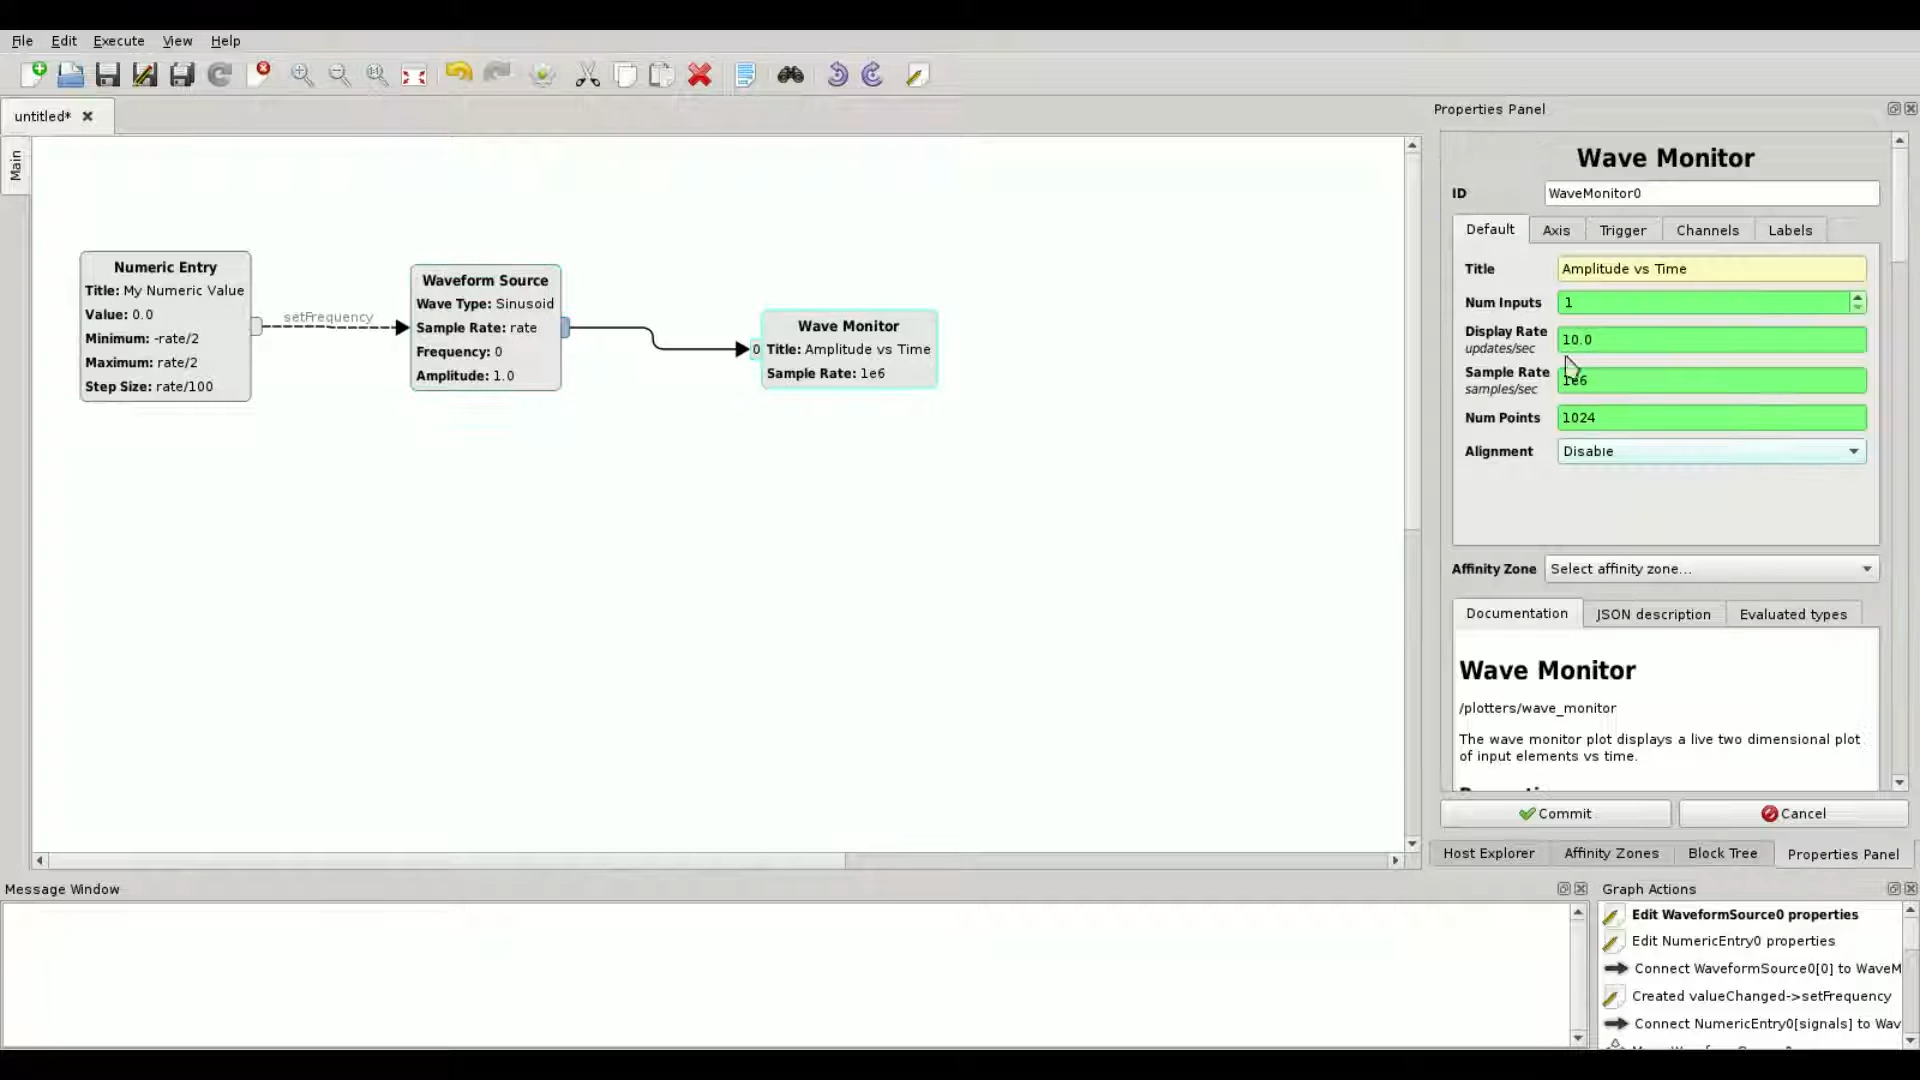 File Edit Execute View Help
untitled*
Main
Numeric Entry
Title: My Numeric Value
Value: 0.0
Minimum: -rate/2
Maximum: rate/2
Step Size: rate/100
setFrequency
Waveform Source
Wave Type: Sinusoid
Sample Rate: rate
Frequency: 0
Amplitude: 1.0
Wave Monitor
0 Title: Amplitude vs Time
Sample Rate: 1e6
Properties Panel
Wave Monitor
ID WaveMonitor0
Default Axis Trigger Channels Labels
Title Amplitude vs Time
Num Inputs 1
Display Rate 10.0
updates/sec
Sample Rate 1e6
samples/sec
Num Points 1024
Alignment Disable
Affinity Zone Select affinity zone...
Documentation JSON description Evaluated types
Wave Monitor
/plotters/wave_monitor
The wave monitor plot displays a live two dimensional plot
of input elements vs time.
Commit Cancel
Host Explorer Affinity Zones Block Tree Properties Panel
Message Window
Graph Actions
Edit WaveformSource0 properties
Edit NumericEntry0 properties
Connect WaveformSource0[0] to WaveM
Created valueChanged->setFrequency
Connect NumericEntry0[signals] to Wav